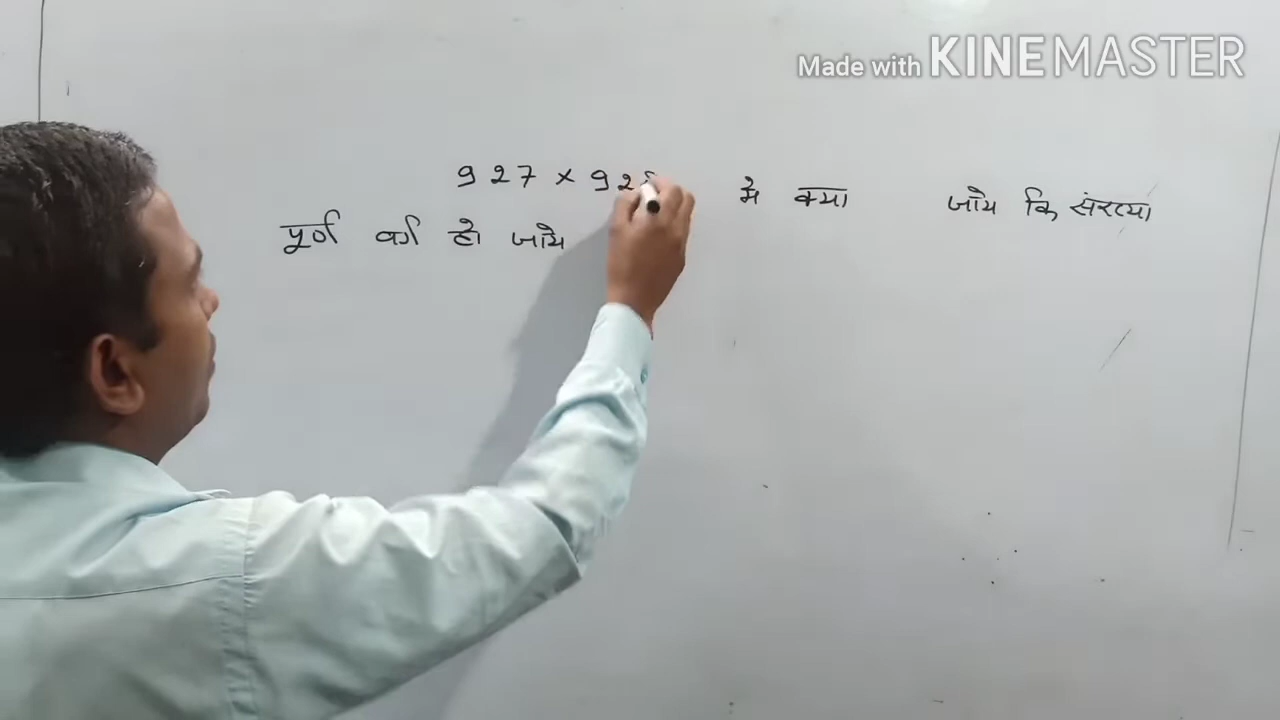 Made with KINEMASTER
927 × 92 में क्या जाये कि संख्या
पूर्ण वर्ग हो जाये